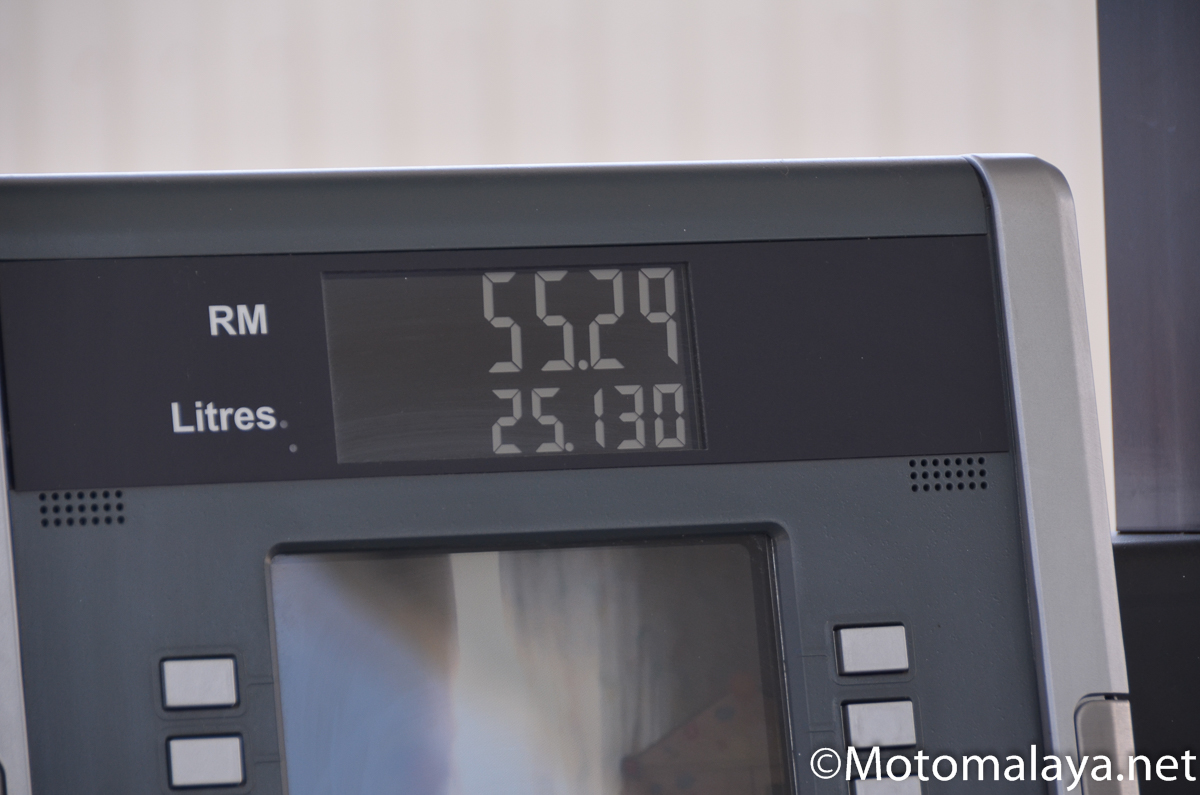 RM 55.29
Litres 25.130
©Motomalaya.net